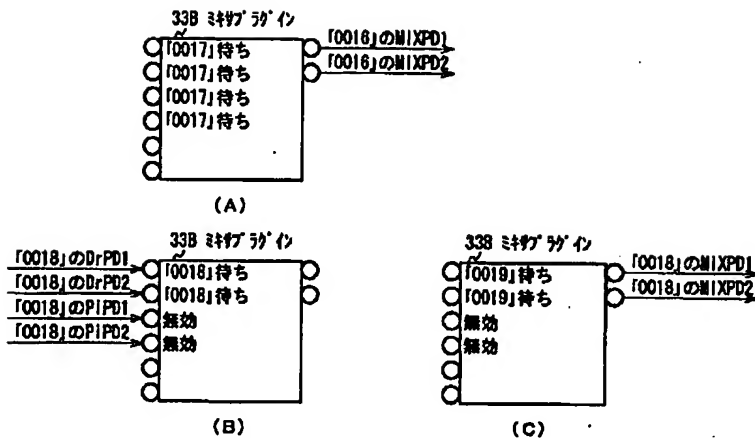 33B ミキサプラグイン
「0017」待ち
「0017」待ち
「0017」待ち
「0017」待ち
「0016」のMIXPD1
「0016」のMIXPD2
(A)
33B ミキサプラグイン
「0018」のDrPD1
「0018」のDrPD2
「0018」のPIPD1
「0018」のPIPD2
「0018」待ち
「0018」待ち
無効
無効
(B)
33B ミキサプラグイン
「0019」待ち
「0019」待ち
無効
無効
「0018」のMIXPD1
「0018」のMIXPD2
(C)